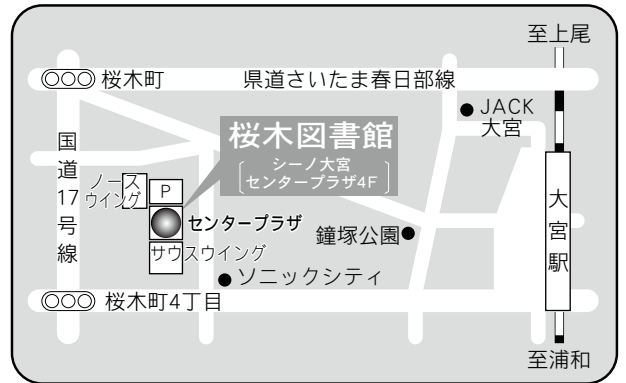 至上尾
桜木町
県道さいたま春日部線
JACK
大宮
桜木図書館
シーノ大宮
センタープラザ4F
国道17号線
ノース
ウイング
P
センタープラザ
サウスウイング
鐘塚公園
ソニックシティ
大宮駅
桜木町4丁目
至浦和